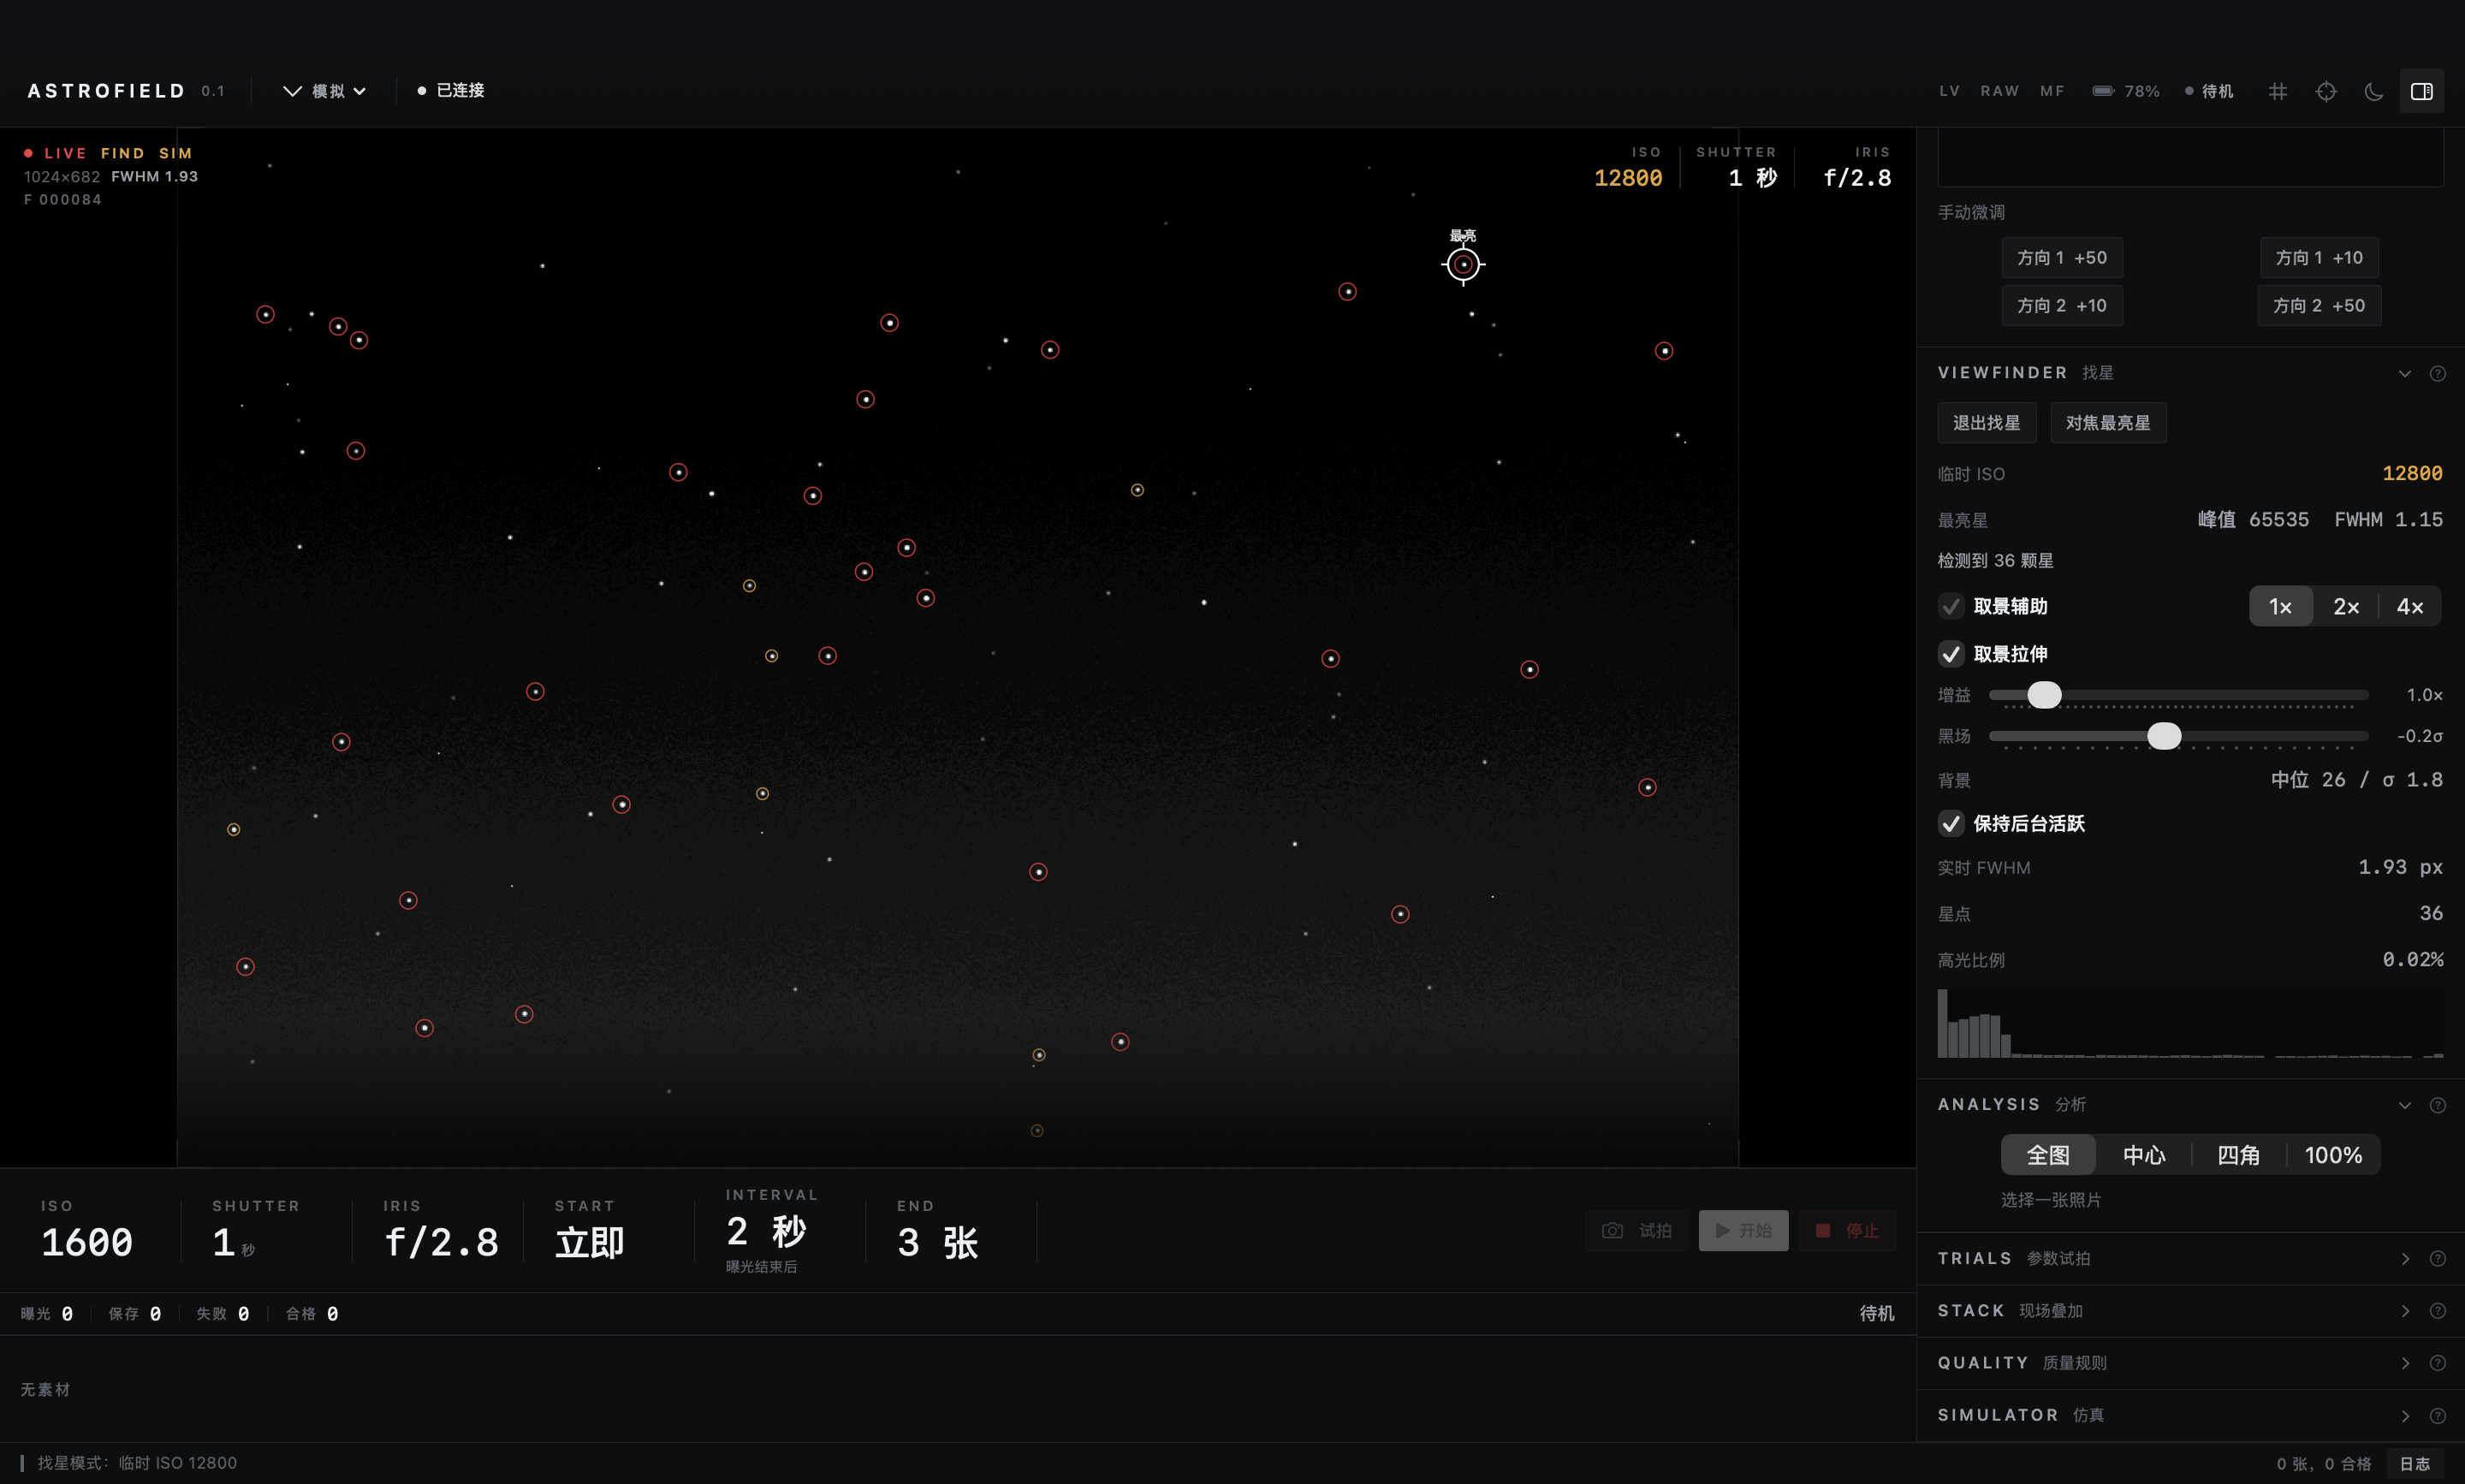 ASTROFIELD 0.1 模拟 已连接 LV RAW MF 78% 待机
LIVE FIND SIM
1024×682 FWHM 1.93
F 000084
ISO SHUTTER IRIS
12800 1 秒 f/2.8
最亮
ISO SHUTTER IRIS START INTERVAL END
1600 1 秒 f/2.8 立即 2 秒 3 张
曝光结束后
试拍 开始 停止
曝光 0 保存 0 失败 0 合格 0 待机
无素材
找星模式：临时 ISO 12800
手动微调
方向 1 +50 方向 1 +10
方向 2 +10 方向 2 +50
VIEWFINDER 找星 ?
退出找星 对焦最亮星
临时 ISO 12800
最亮星 峰值 65535 FWHM 1.15
检测到 36 颗星
取景辅助 1× 2× 4×
取景拉伸
增益 1.0×
黑场 -0.2σ
背景 中位 26 / σ 1.8
保持后台活跃
实时 FWHM 1.93 px
星点 36
高光比例 0.02%
ANALYSIS 分析 ?
全图 中心 四角 100%
选择一张照片
TRIALS 参数试拍 ?
STACK 现场叠加 ?
QUALITY 质量规则 ?
SIMULATOR 仿真 ?
0 张, 0 合格 日志